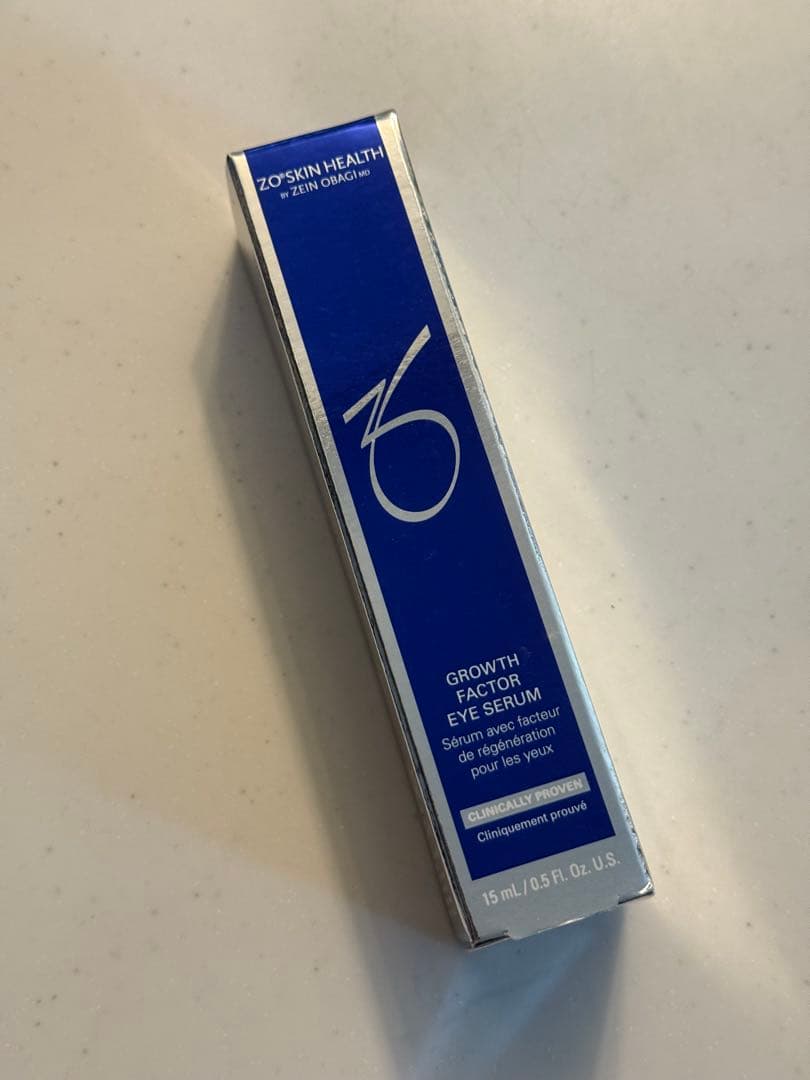 ZO® SKIN HEALTH
BY ZEIN OBAGI MD
GROWTH
FACTOR
EYE SERUM
Sérum avec facteur
de régénération
pour les yeux
CLINICALLY PROVEN
Cliniquement prouvé
15 mL / 0.5 Fl. Oz. U.S.